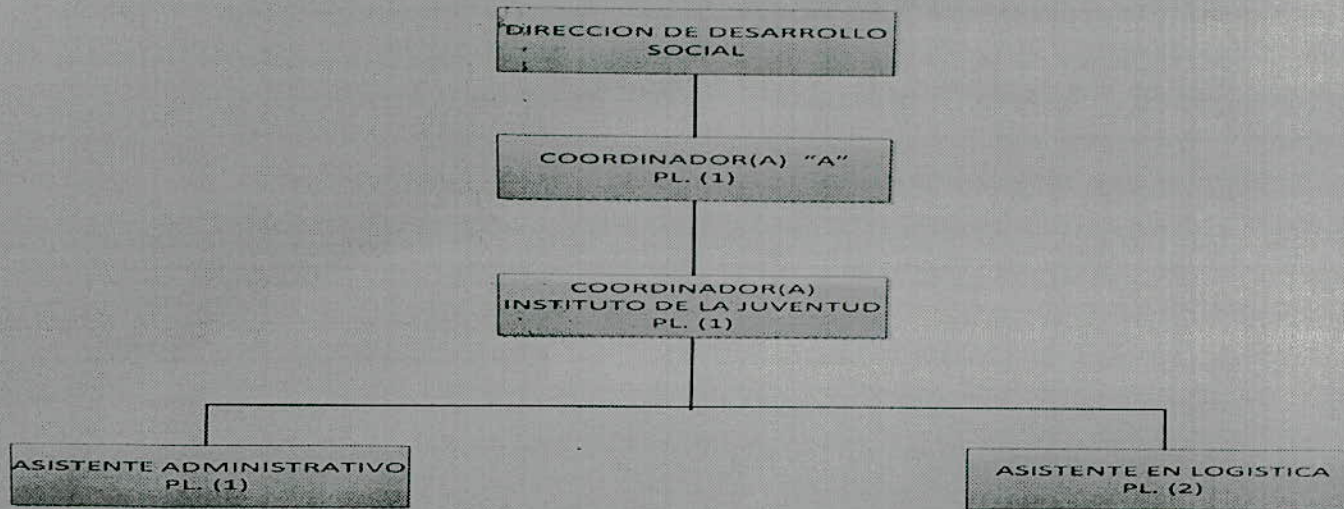 DIRECCION DE DESARROLLO
SOCIAL
COORDINADOR(A) "A"
PL. (1)
COORDINADOR(A)
INSTITUTO DE LA JUVENTUD
PL. (1)
ASISTENTE ADMINISTRATIVO
PL. (1)
ASISTENTE EN LOGISTICA
PL. (2)